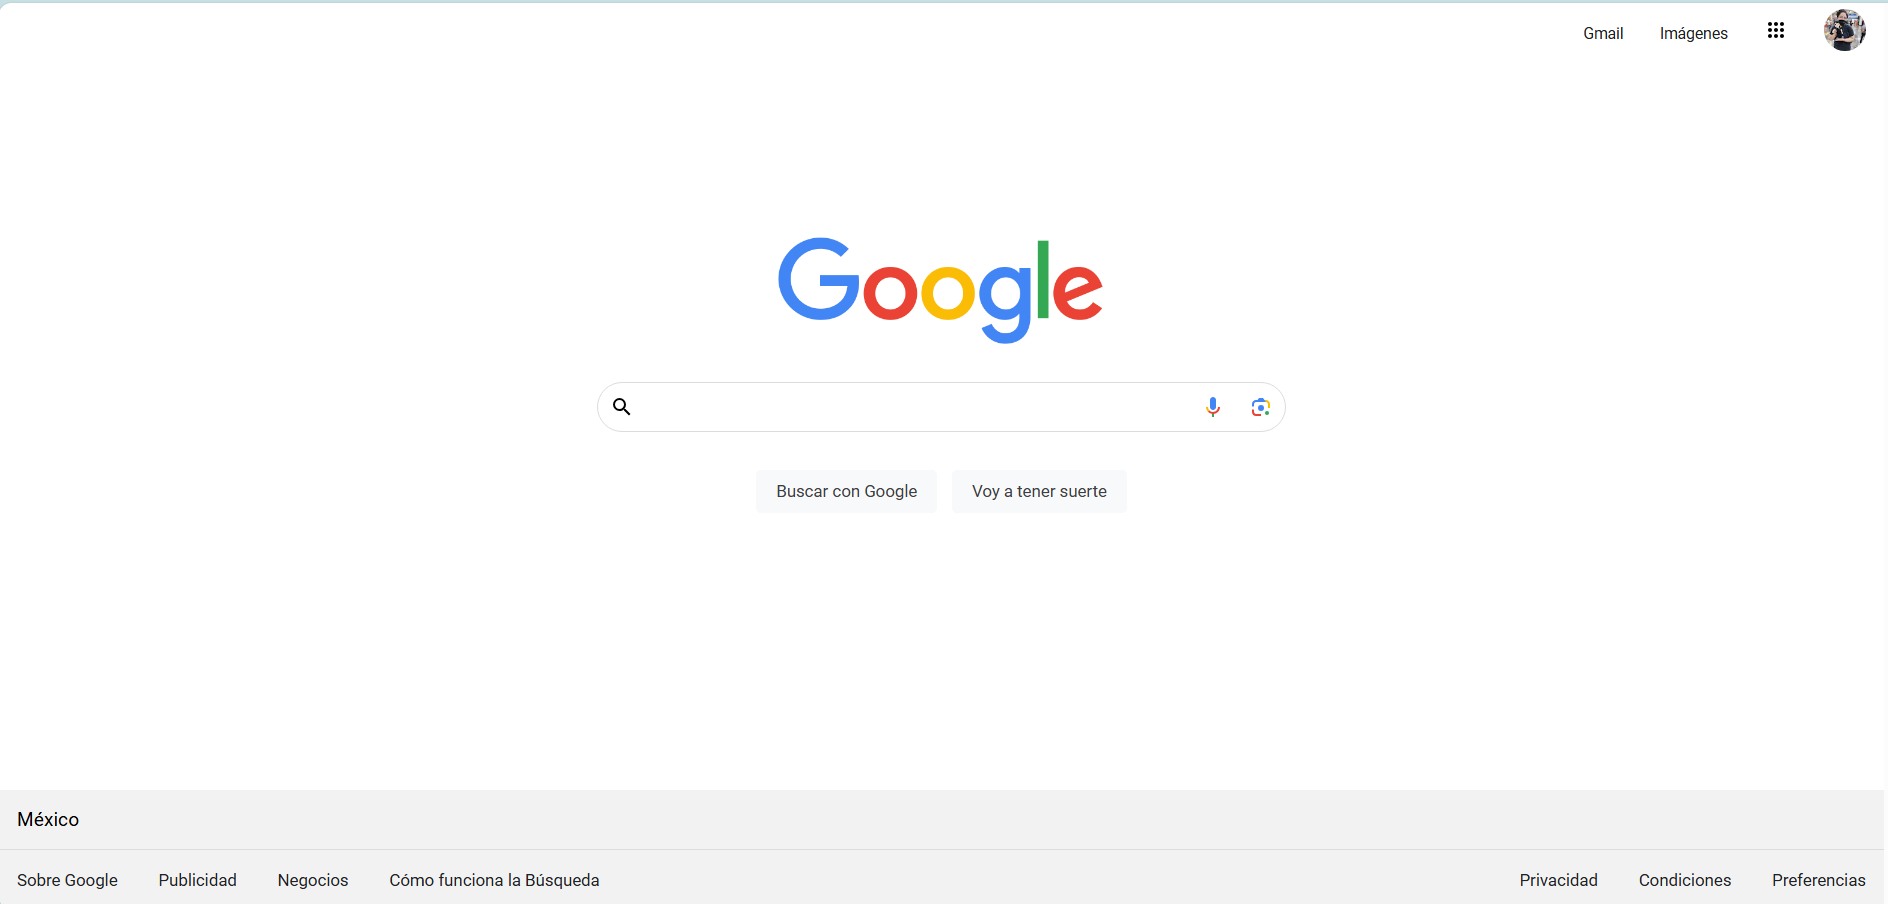 Gmail Imágenes
Google
Buscar con Google Voy a tener suerte
México
Sobre Google Publicidad Negocios Cómo funciona la Búsqueda Privacidad Condiciones Preferencias